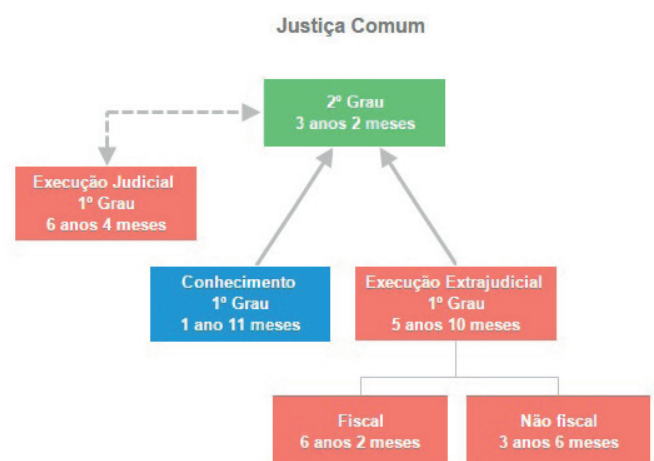 Justiça Comum
2º Grau
3 anos 2 meses
Execução Judicial
1º Grau
6 anos 4 meses
Conhecimento
1º Grau
1 ano 11 meses
Execução Extrajudicial
1º Grau
5 anos 10 meses
Fiscal
6 anos 2 meses
Não fiscal
3 anos 6 meses